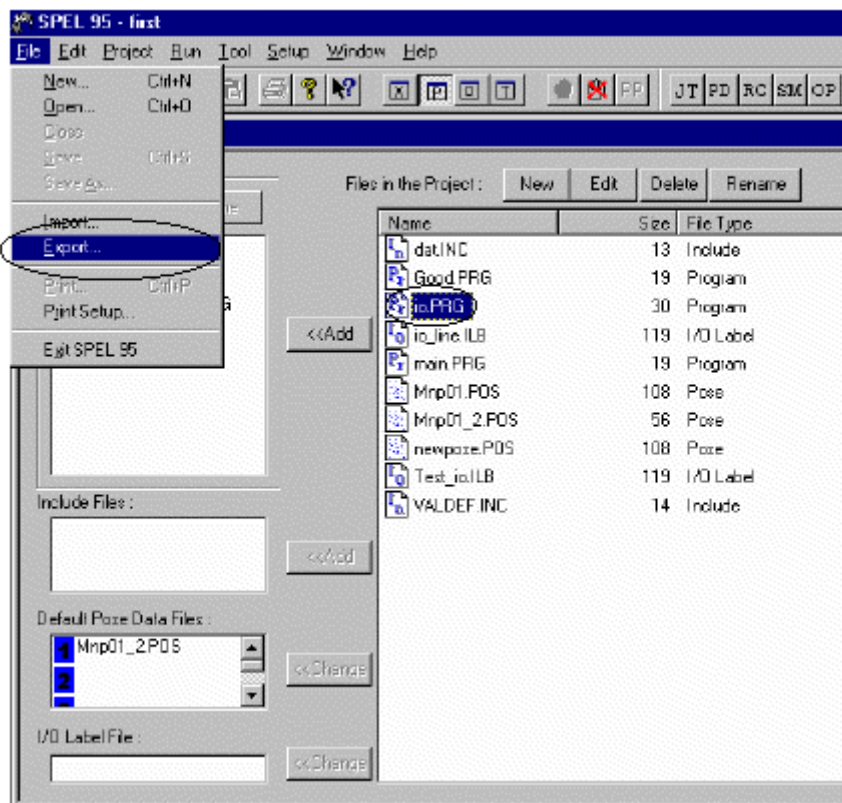 SPEL 95 - first
File Edit Project Run Tool Setup Window Help
New... Ctrl+N
Open... Ctrl+O
Close
Save Ctrl+S
Save As...
Import...
Export...
Print... Ctrl+P
Print Setup...
Exit SPEL 95
X P I
JT PD RC SM OP
Files in the Project : New Edit Delete Rename
Name Size File Type
dat.INC 13 Include
Good.PRG 19 Program
io.PRG 30 Program
io_line.ILB 119 I/O Label
main.PRG 19 Program
Mnp01.POS 108 Pose
Mnp01_2.POS 56 Pose
newpose.POS 108 Pose
Test_io.ILB 119 I/O Label
VALDEF.INC 14 Include
<<Add
Include Files :
<<Add
Default Pose Data Files :
1 Mnp01_2.POS
2
<<Change
I/O Label File :
<<Change